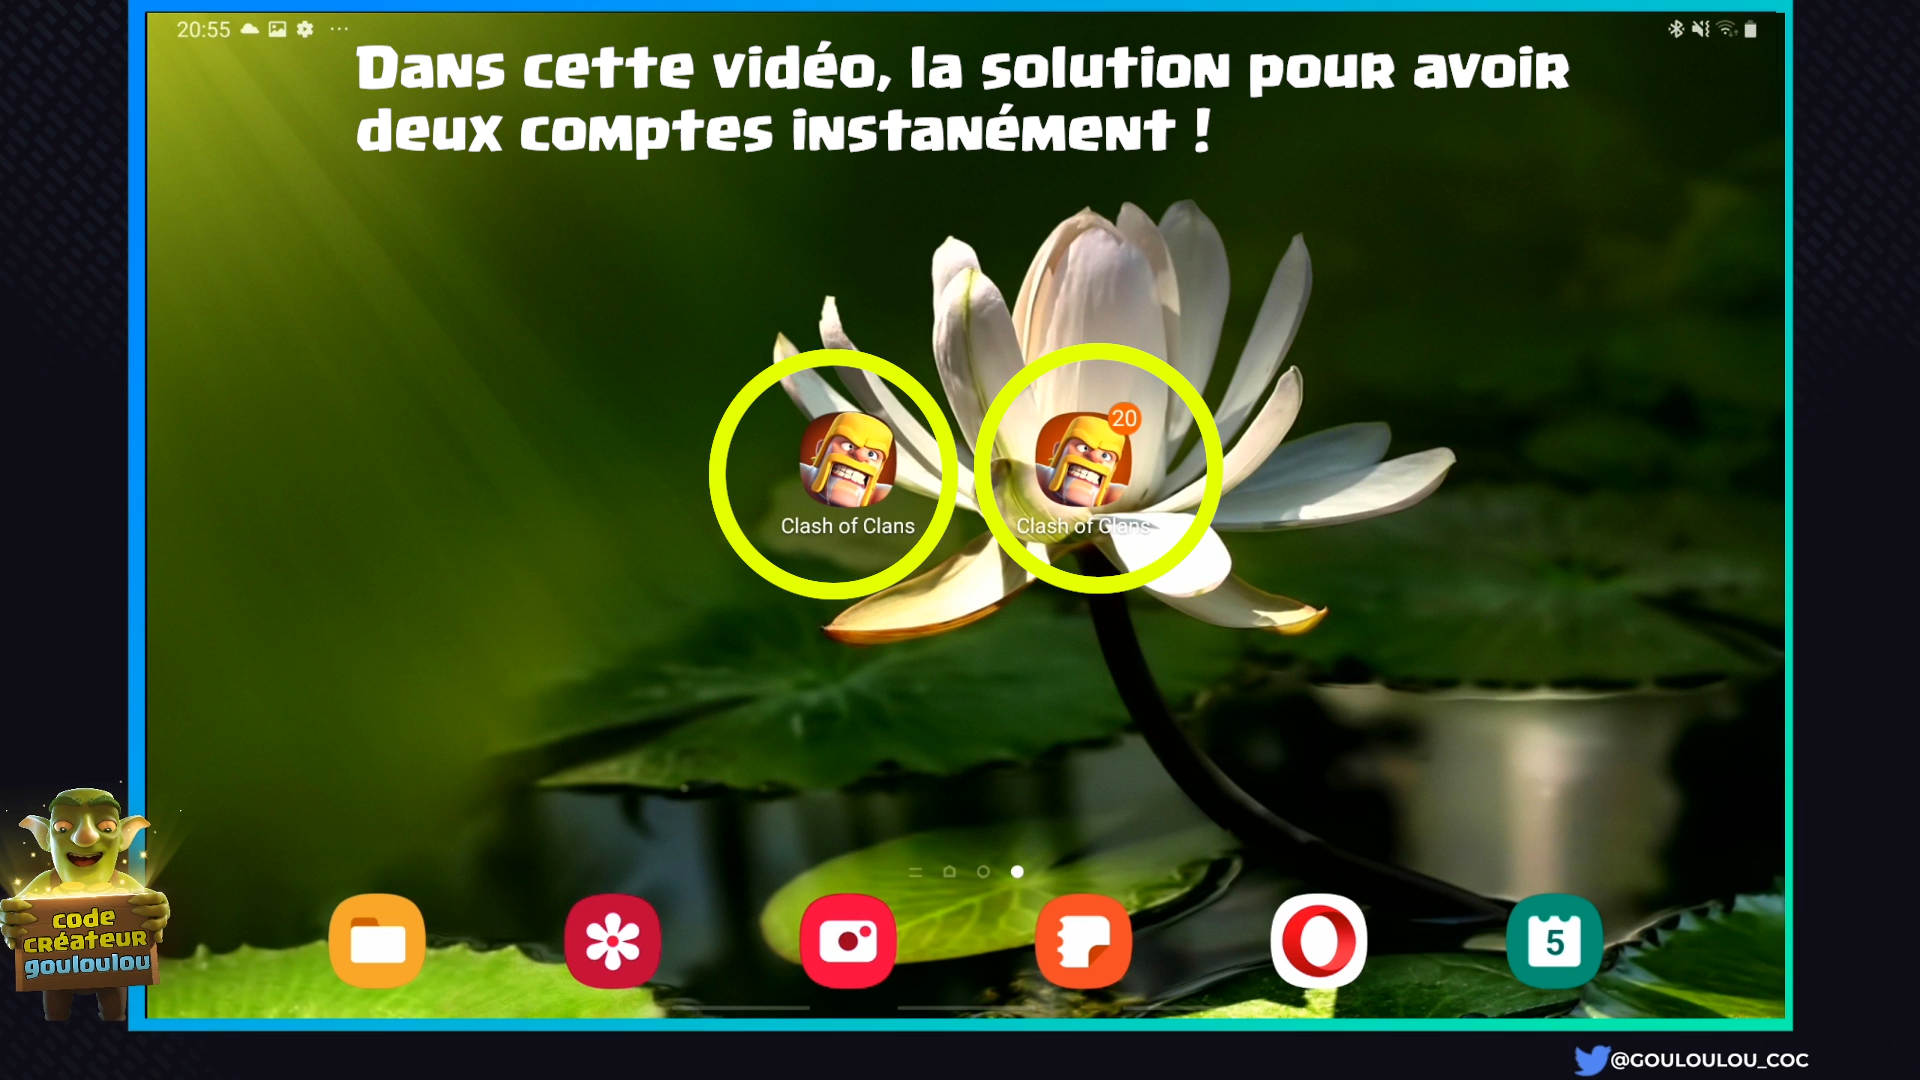 20:55
Dans cette vidéo, la solution pour avoir
deux comptes instanément !
20
Clash of Clans
Clash of Clans
5
code
créateur
gouloulou
@GOULOULOU_COC